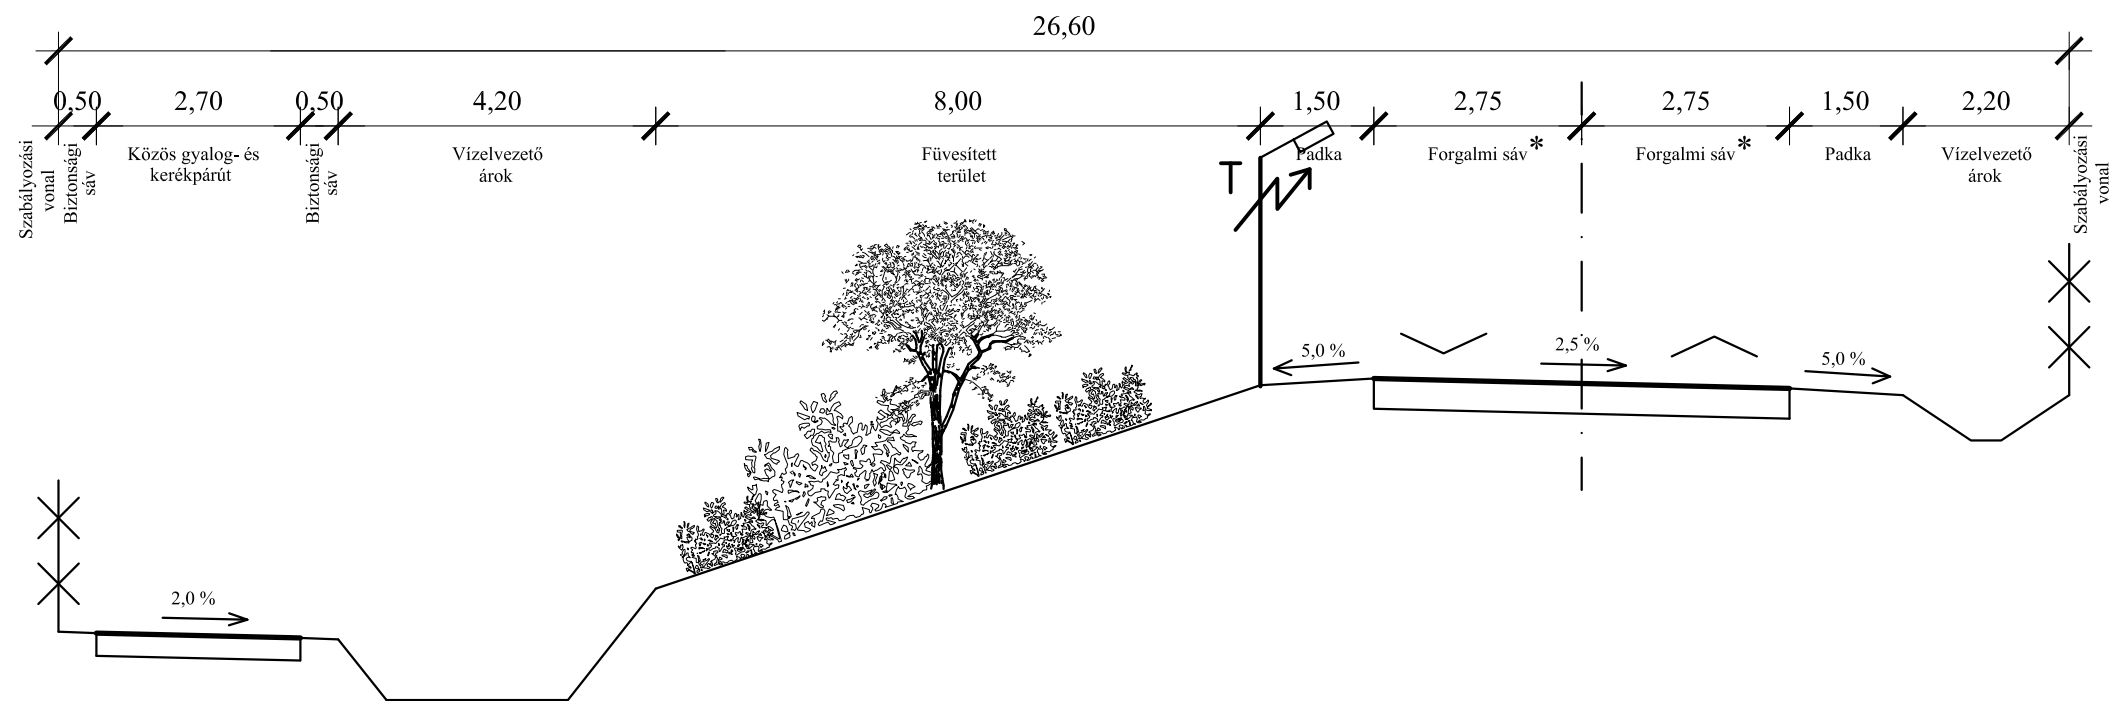 26,60
0,50
2,70
0,50
4,20
8,00
1,50
2,75
2,75
1,50
2,20
Szabályozási
vonal
Biztonsági
sáv
Közös gyalog- és
kerékpárút
Biztonsági
sáv
Vízelvezető
árok
Füvesített
terület
Padka
Forgalmi sáv*
Forgalmi sáv*
Padka
Vízelvezető
árok
Szabályozási
vonal
T
5,0 %
2,5 %
5,0 %
2,0 %